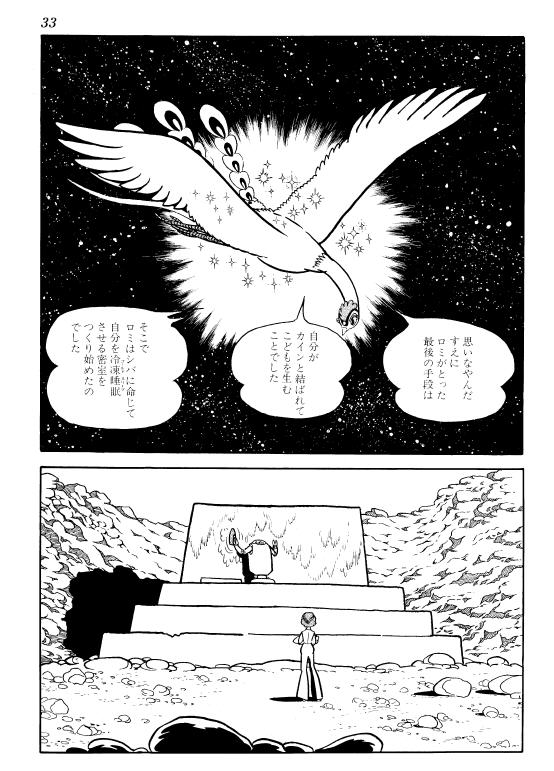 33
思いなやんだ
すえに
ロミがとった
最後の手段は
自分が
カインと結ばれて
こどもを生む
ことでした
そこで
ロミはシバに命じて
自分を冷凍睡眠
させる密室を
つくり始めたの
でした